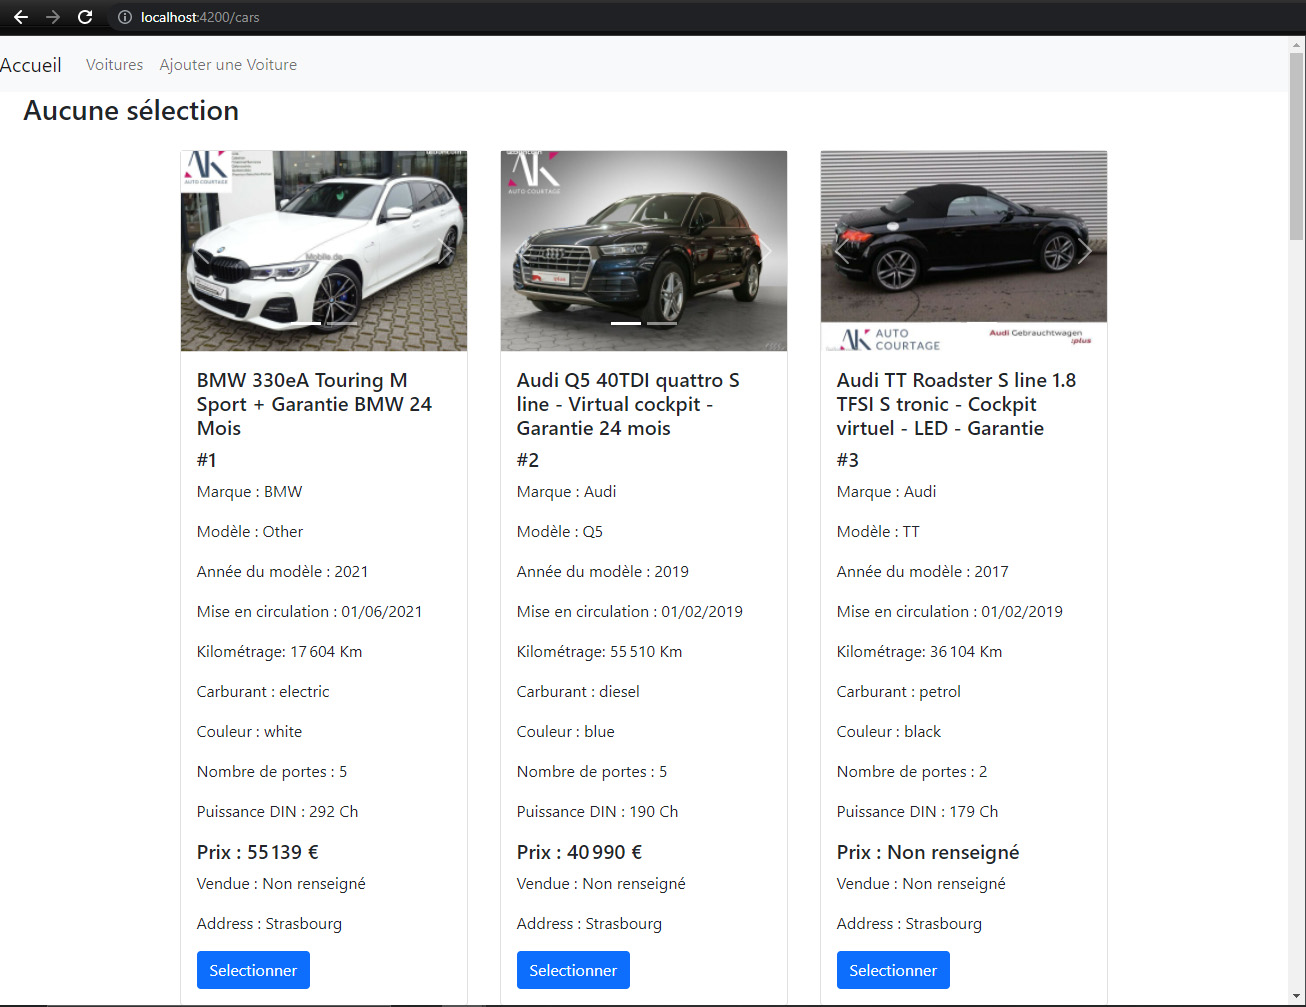 localhost:4200/cars
Accueil Voitures Ajouter une Voiture
Aucune sélection
AK
AUTO COURTAGE
Mobile.de
BMW 330eA Touring M
Sport + Garantie BMW 24
Mois
#1
Marque : BMW
Modèle : Other
Année du modèle : 2021
Mise en circulation : 01/06/2021
Kilométrage: 17 604 Km
Carburant : electric
Couleur : white
Nombre de portes : 5
Puissance DIN : 292 Ch
Prix : 55 139 €
Vendue : Non renseigné
Address : Strasbourg
Selectionner
AK
AUTO COURTAGE
Audi Q5 40TDI quattro S
line - Virtual cockpit -
Garantie 24 mois
#2
Marque : Audi
Modèle : Q5
Année du modèle : 2019
Mise en circulation : 01/02/2019
Kilométrage: 55 510 Km
Carburant : diesel
Couleur : blue
Nombre de portes : 5
Puissance DIN : 190 Ch
Prix : 40 990 €
Vendue : Non renseigné
Address : Strasbourg
Selectionner
AK AUTO
COURTAGE
Audi Gebrauchtwagen
:plus
Audi TT Roadster S line 1.8
TFSI S tronic - Cockpit
virtuel - LED - Garantie
#3
Marque : Audi
Modèle : TT
Année du modèle : 2017
Mise en circulation : 01/02/2019
Kilométrage: 36 104 Km
Carburant : petrol
Couleur : black
Nombre de portes : 2
Puissance DIN : 179 Ch
Prix : Non renseigné
Vendue : Non renseigné
Address : Strasbourg
Selectionner